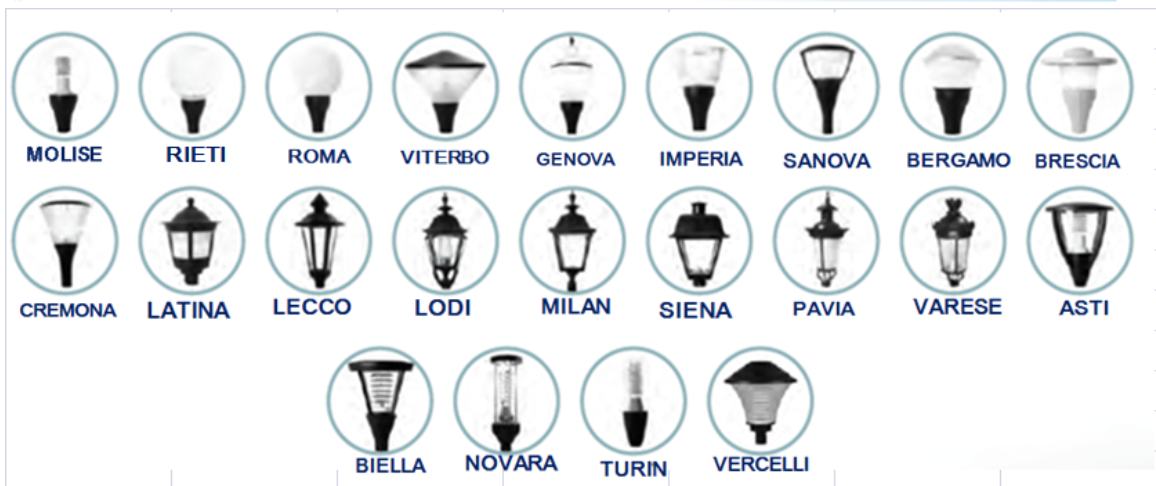 MOLISE RIETI ROMA VITERBO GENOVA IMPERIA SANOVA BERGAMO BRESCIA
CREMONA LATINA LECCO LODI MILAN SIENA PAVIA VARESE ASTI
BIELLA NOVARA TURIN VERCELLI